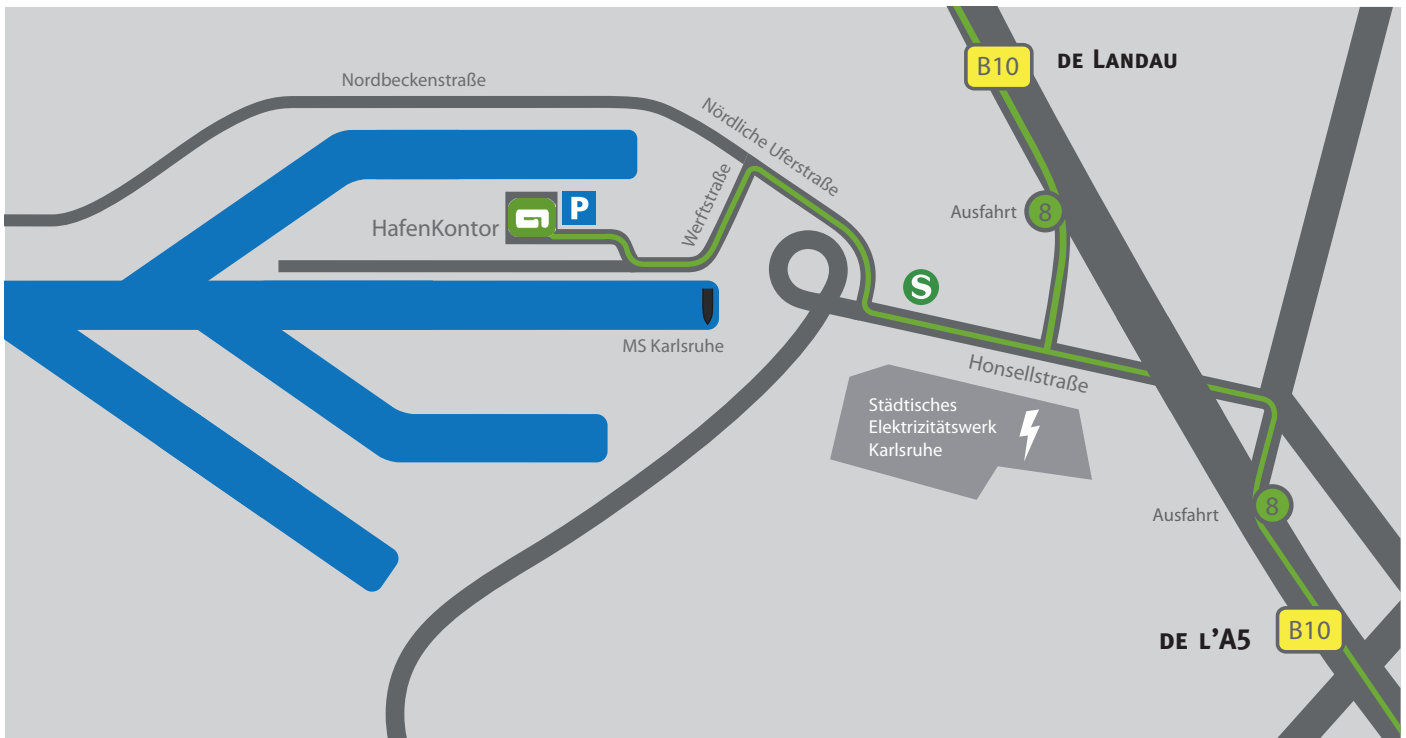 B10
DE LANDAU
Nordbeckenstraße
Nördliche Uferstraße
Werftstraße
P
HafenKontor
Ausfahrt
8
S
MS Karlsruhe
Honsellstraße
Städtisches
Elektrizitätswerk
Karlsruhe
Ausfahrt
8
DE L’A5
B10